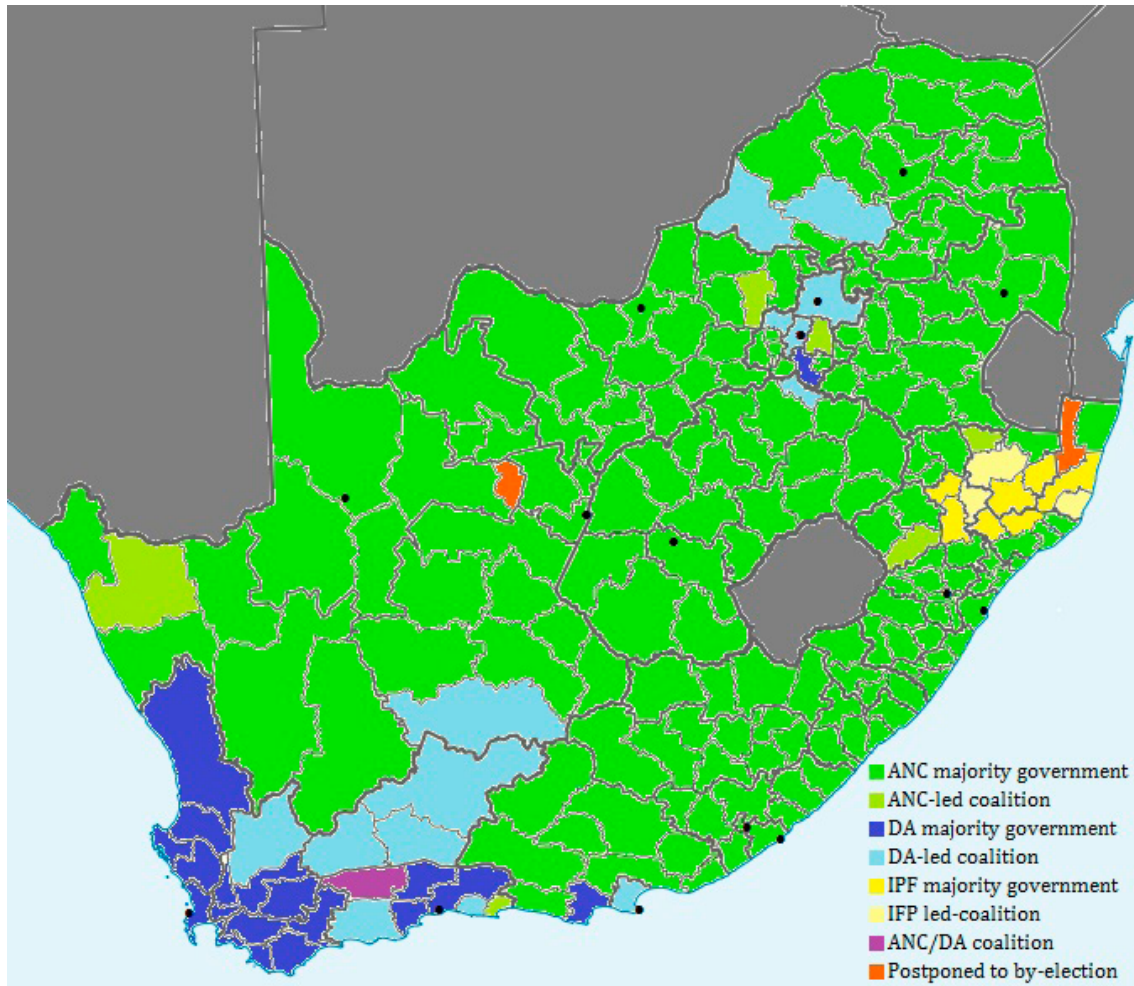 ANC majority government
ANC-led coalition
DA majority government
DA-led coalition
IPF majority government
IFP led-coalition
ANC/DA coalition
Postponed to by-election